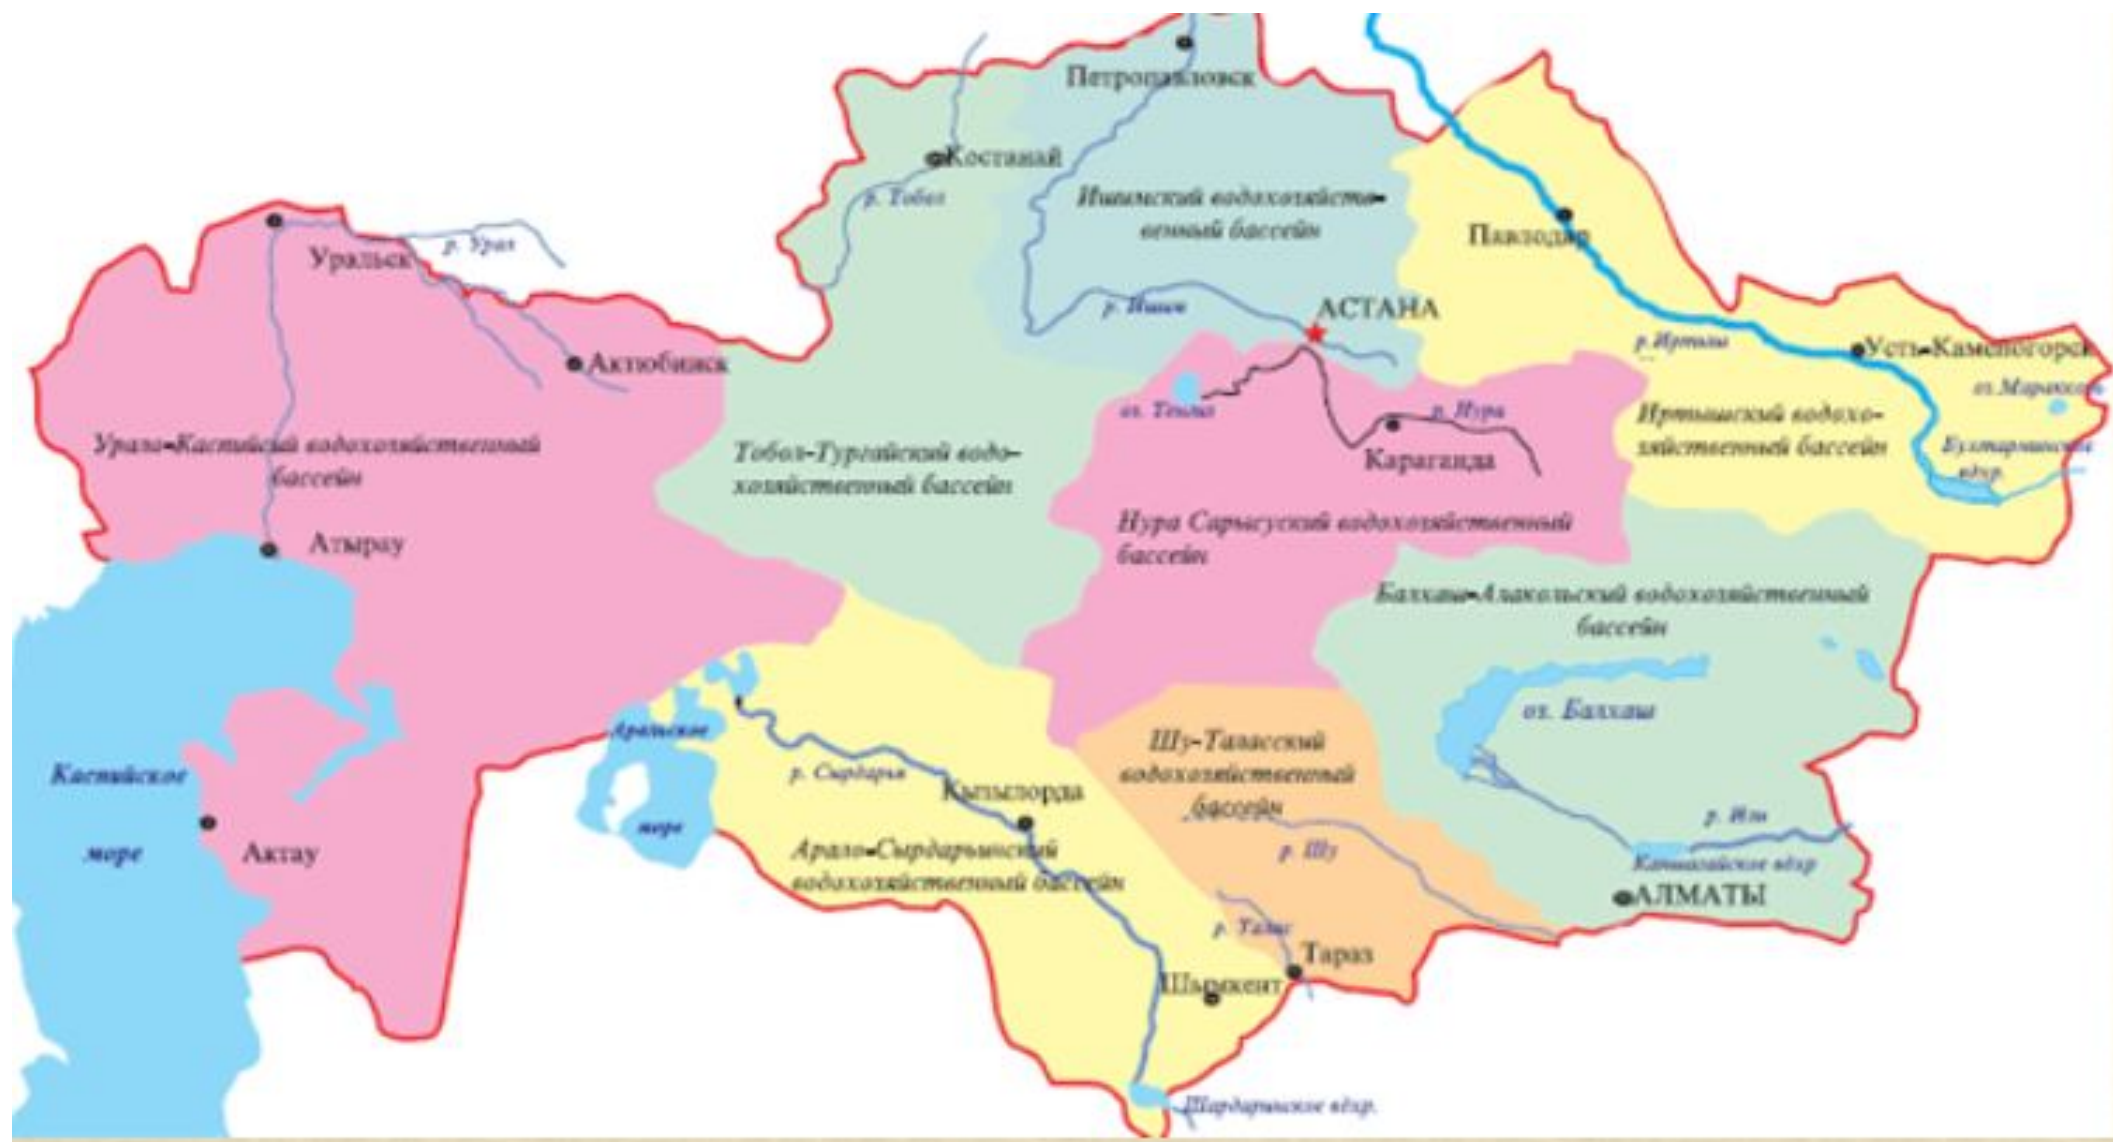 Петропавловск
Костанай
р. Тобол
Ишимский водохозяйств-
венный бассейн
Павлодар
Уральск
р. Урал
р. Ишим
АСТАНА
р. Иртыш
Усть-Каменогорск
Актюбинск
оз. Маракколь
оз. Тенгиз
р. Нура
Иртышский водохо-
зяйственный бассейн
Урало-Каспийсий водохозяйственный
бассейн
Тобол-Тургайский водо-
хозяйственный бассейн
Караганда
Бухтарминское
вдхр.
Нура Сарысуский водохозяйственный
бассейн
Атырау
Балхаш-Алакольский водохозяйственный
бассейн
оз. Балхаш
Аральское
Шу-Таласский
водохозяйственный
бассейн
Каспийское
р. Сырдарья
Кызылорда
р. Или
море
море
Актау
Арало-Сырдарьинский
водохозяйственный бассейн
р. Шу
Капшагайское вдхр
АЛМАТЫ
р. Талас
Тараз
Шымкент
Шардаринское вдхр.